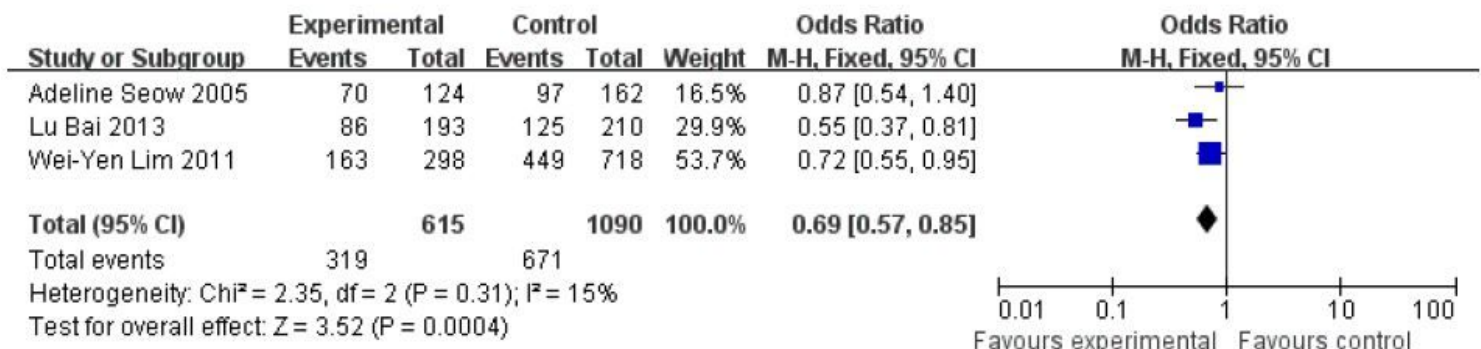 Experimental Control Odds Ratio Odds Ratio
Study or Subgroup Events Total Events Total Weight M-H, Fixed, 95% CI M-H, Fixed, 95% CI
Adeline Seow 2005 70 124 97 162 16.5% 0.87 [0.54, 1.40]
Lu Bai 2013 86 193 125 210 29.9% 0.55 [0.37, 0.81]
Wei-Yen Lim 2011 163 298 449 718 53.7% 0.72 [0.55, 0.95]
Total (95% CI) 615 1090 100.0% 0.69 [0.57, 0.85]
Total events 319 671
Heterogeneity: Chi² = 2.35, df = 2 (P = 0.31); I² = 15%
Test for overall effect: Z = 3.52 (P = 0.0004)
0.01 0.1 1 10 100
Favours experimental Favours control